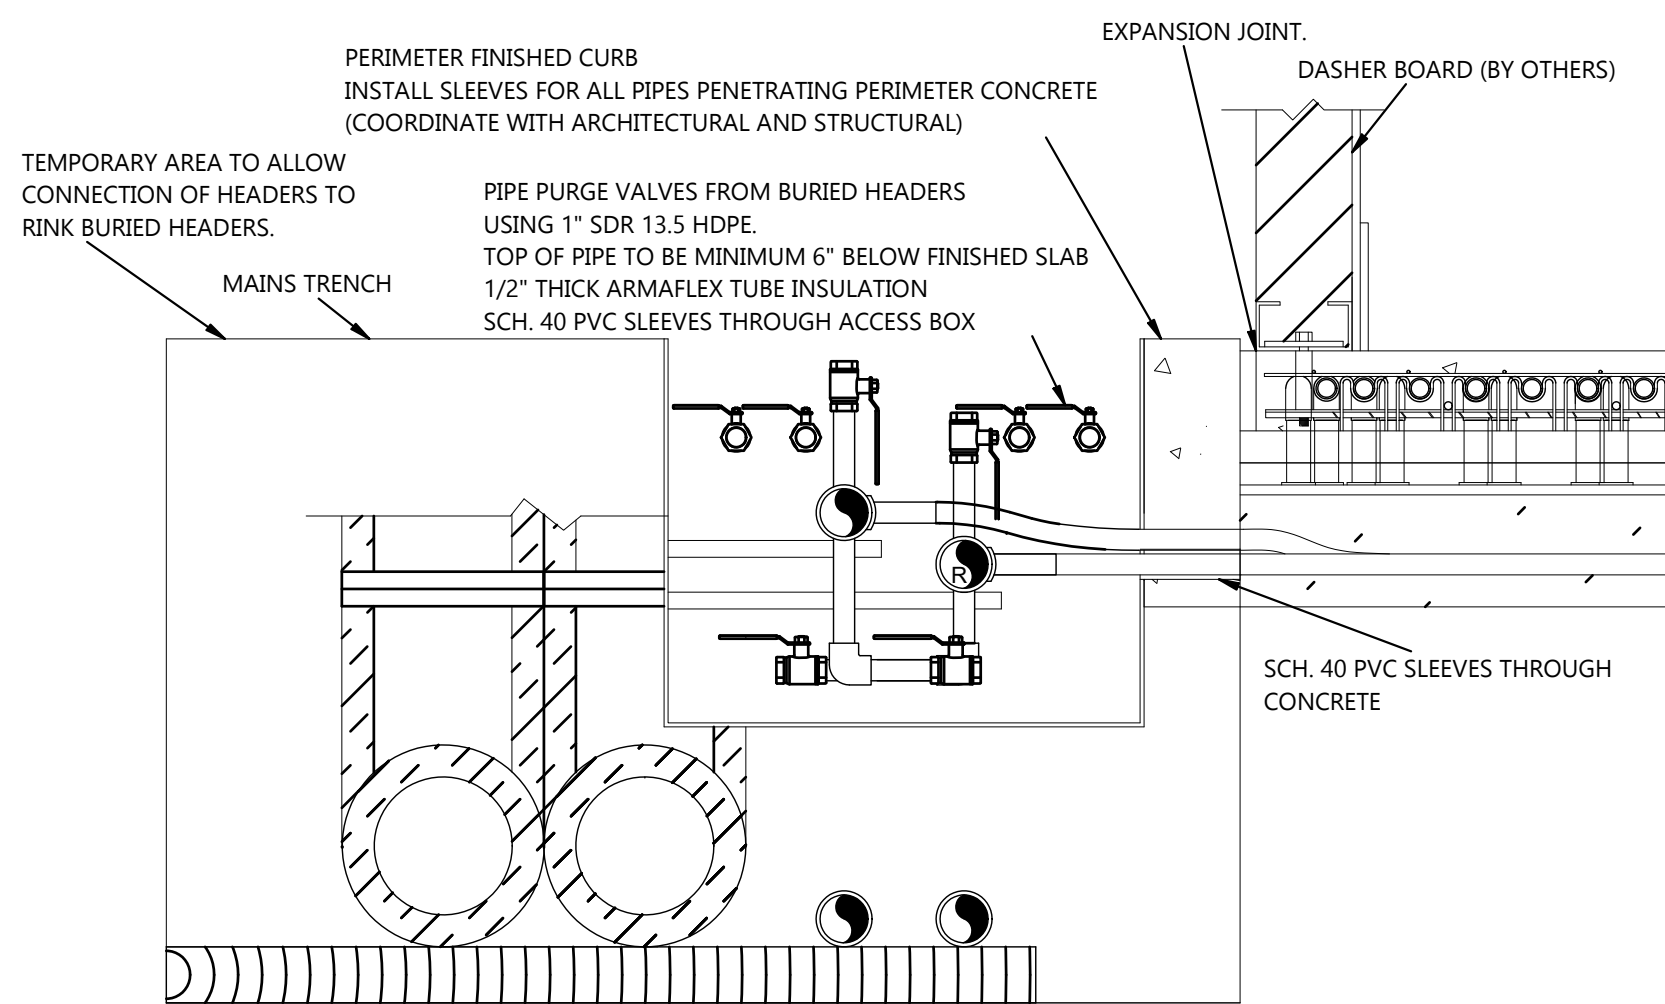 EXPANSION JOINT.
PERIMETER FINISHED CURB
INSTALL SLEEVES FOR ALL PIPES PENETRATING PERIMETER CONCRETE
(COORDINATE WITH ARCHITECTURAL AND STRUCTURAL)
DASHER BOARD (BY OTHERS)
TEMPORARY AREA TO ALLOW
CONNECTION OF HEADERS TO
RINK BURIED HEADERS.
PIPE PURGE VALVES FROM BURIED HEADERS
USING 1" SDR 13.5 HDPE.
TOP OF PIPE TO BE MINIMUM 6" BELOW FINISHED SLAB
1/2" THICK ARMAFLEX TUBE INSULATION
SCH. 40 PVC SLEEVES THROUGH ACCESS BOX
MAINS TRENCH
R
SCH. 40 PVC SLEEVES THROUGH
CONCRETE